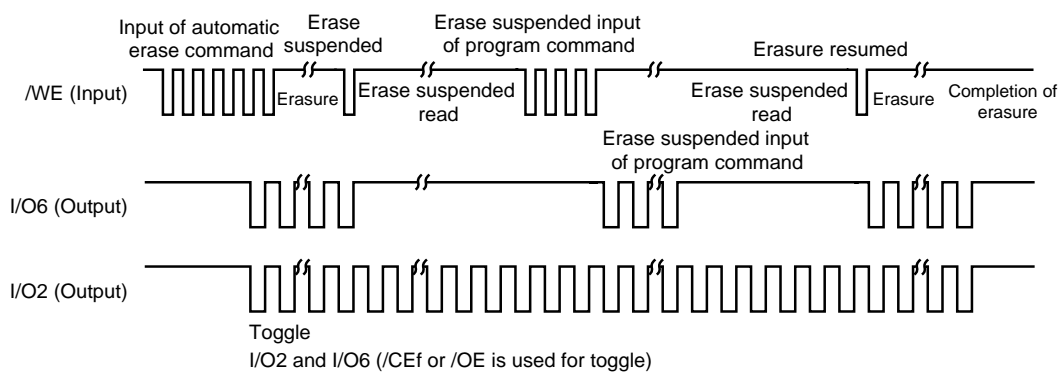 Input of automatic
erase command
Erase
suspended
Erase suspended input
of program command
Erasure resumed
/WE (Input)
Erasure
Erase suspended
read
Erase suspended
read
Erasure
Completion of
erasure
Erase suspended input
of program command
I/O6 (Output)
I/O2 (Output)
Toggle
I/O2 and I/O6 (/CEf or /OE is used for toggle)